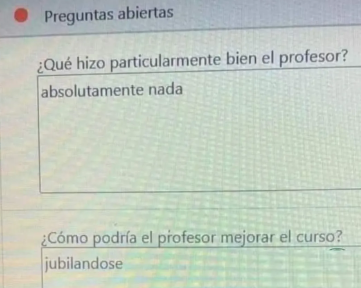 Preguntas abiertas
¿Qué hizo particularmente bien el profesor?
absolutamente nada
¿Cómo podría el profesor mejorar el curso?
jubilandose